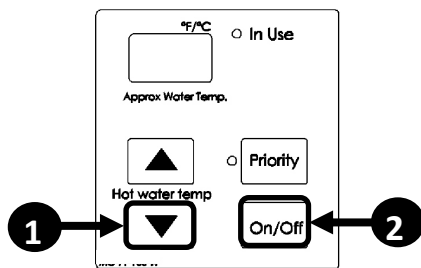 °F/°C
In Use
Approx Water Temp.
Priority
Hot water temp
1
On/Off
2